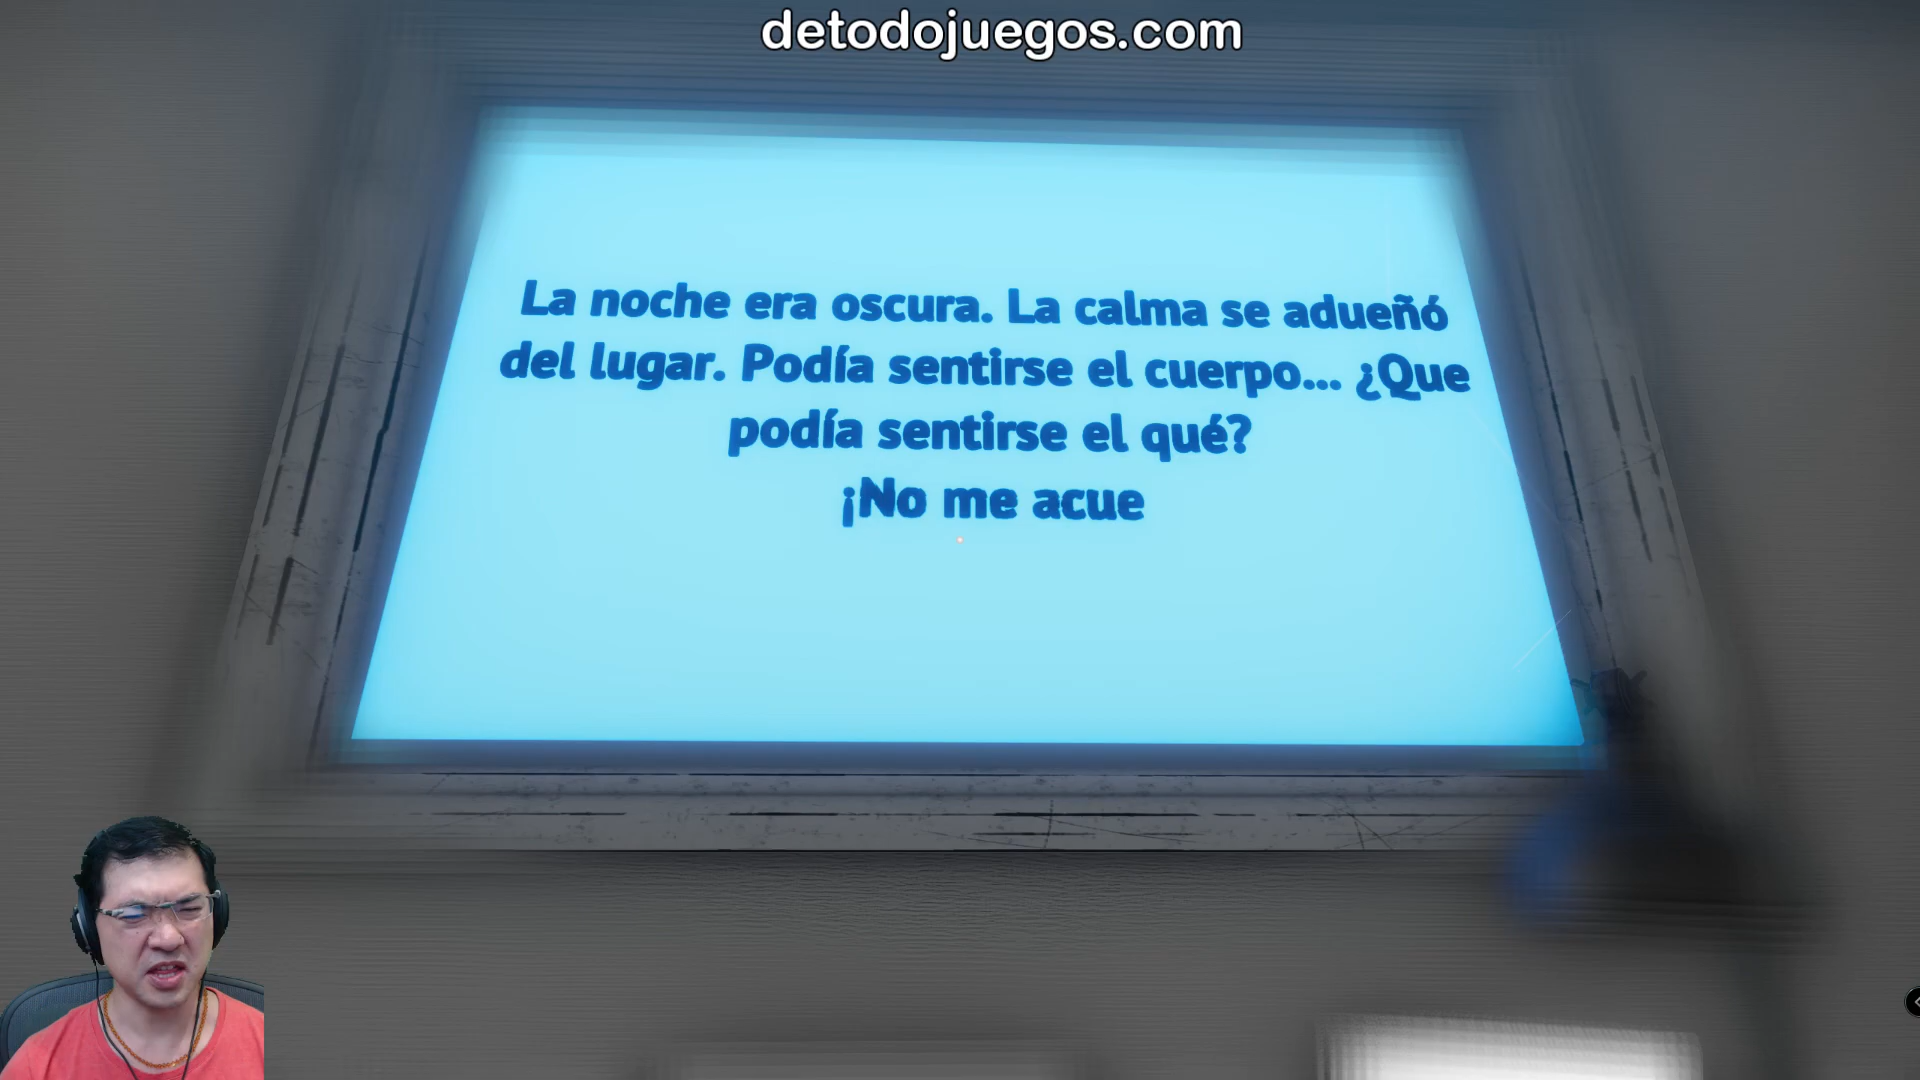 detodojuegos.com
La noche era oscura. La calma se adueñó
del lugar. Podía sentirse el cuerpo... ¿Que
podía sentirse el qué?
¡No me acue